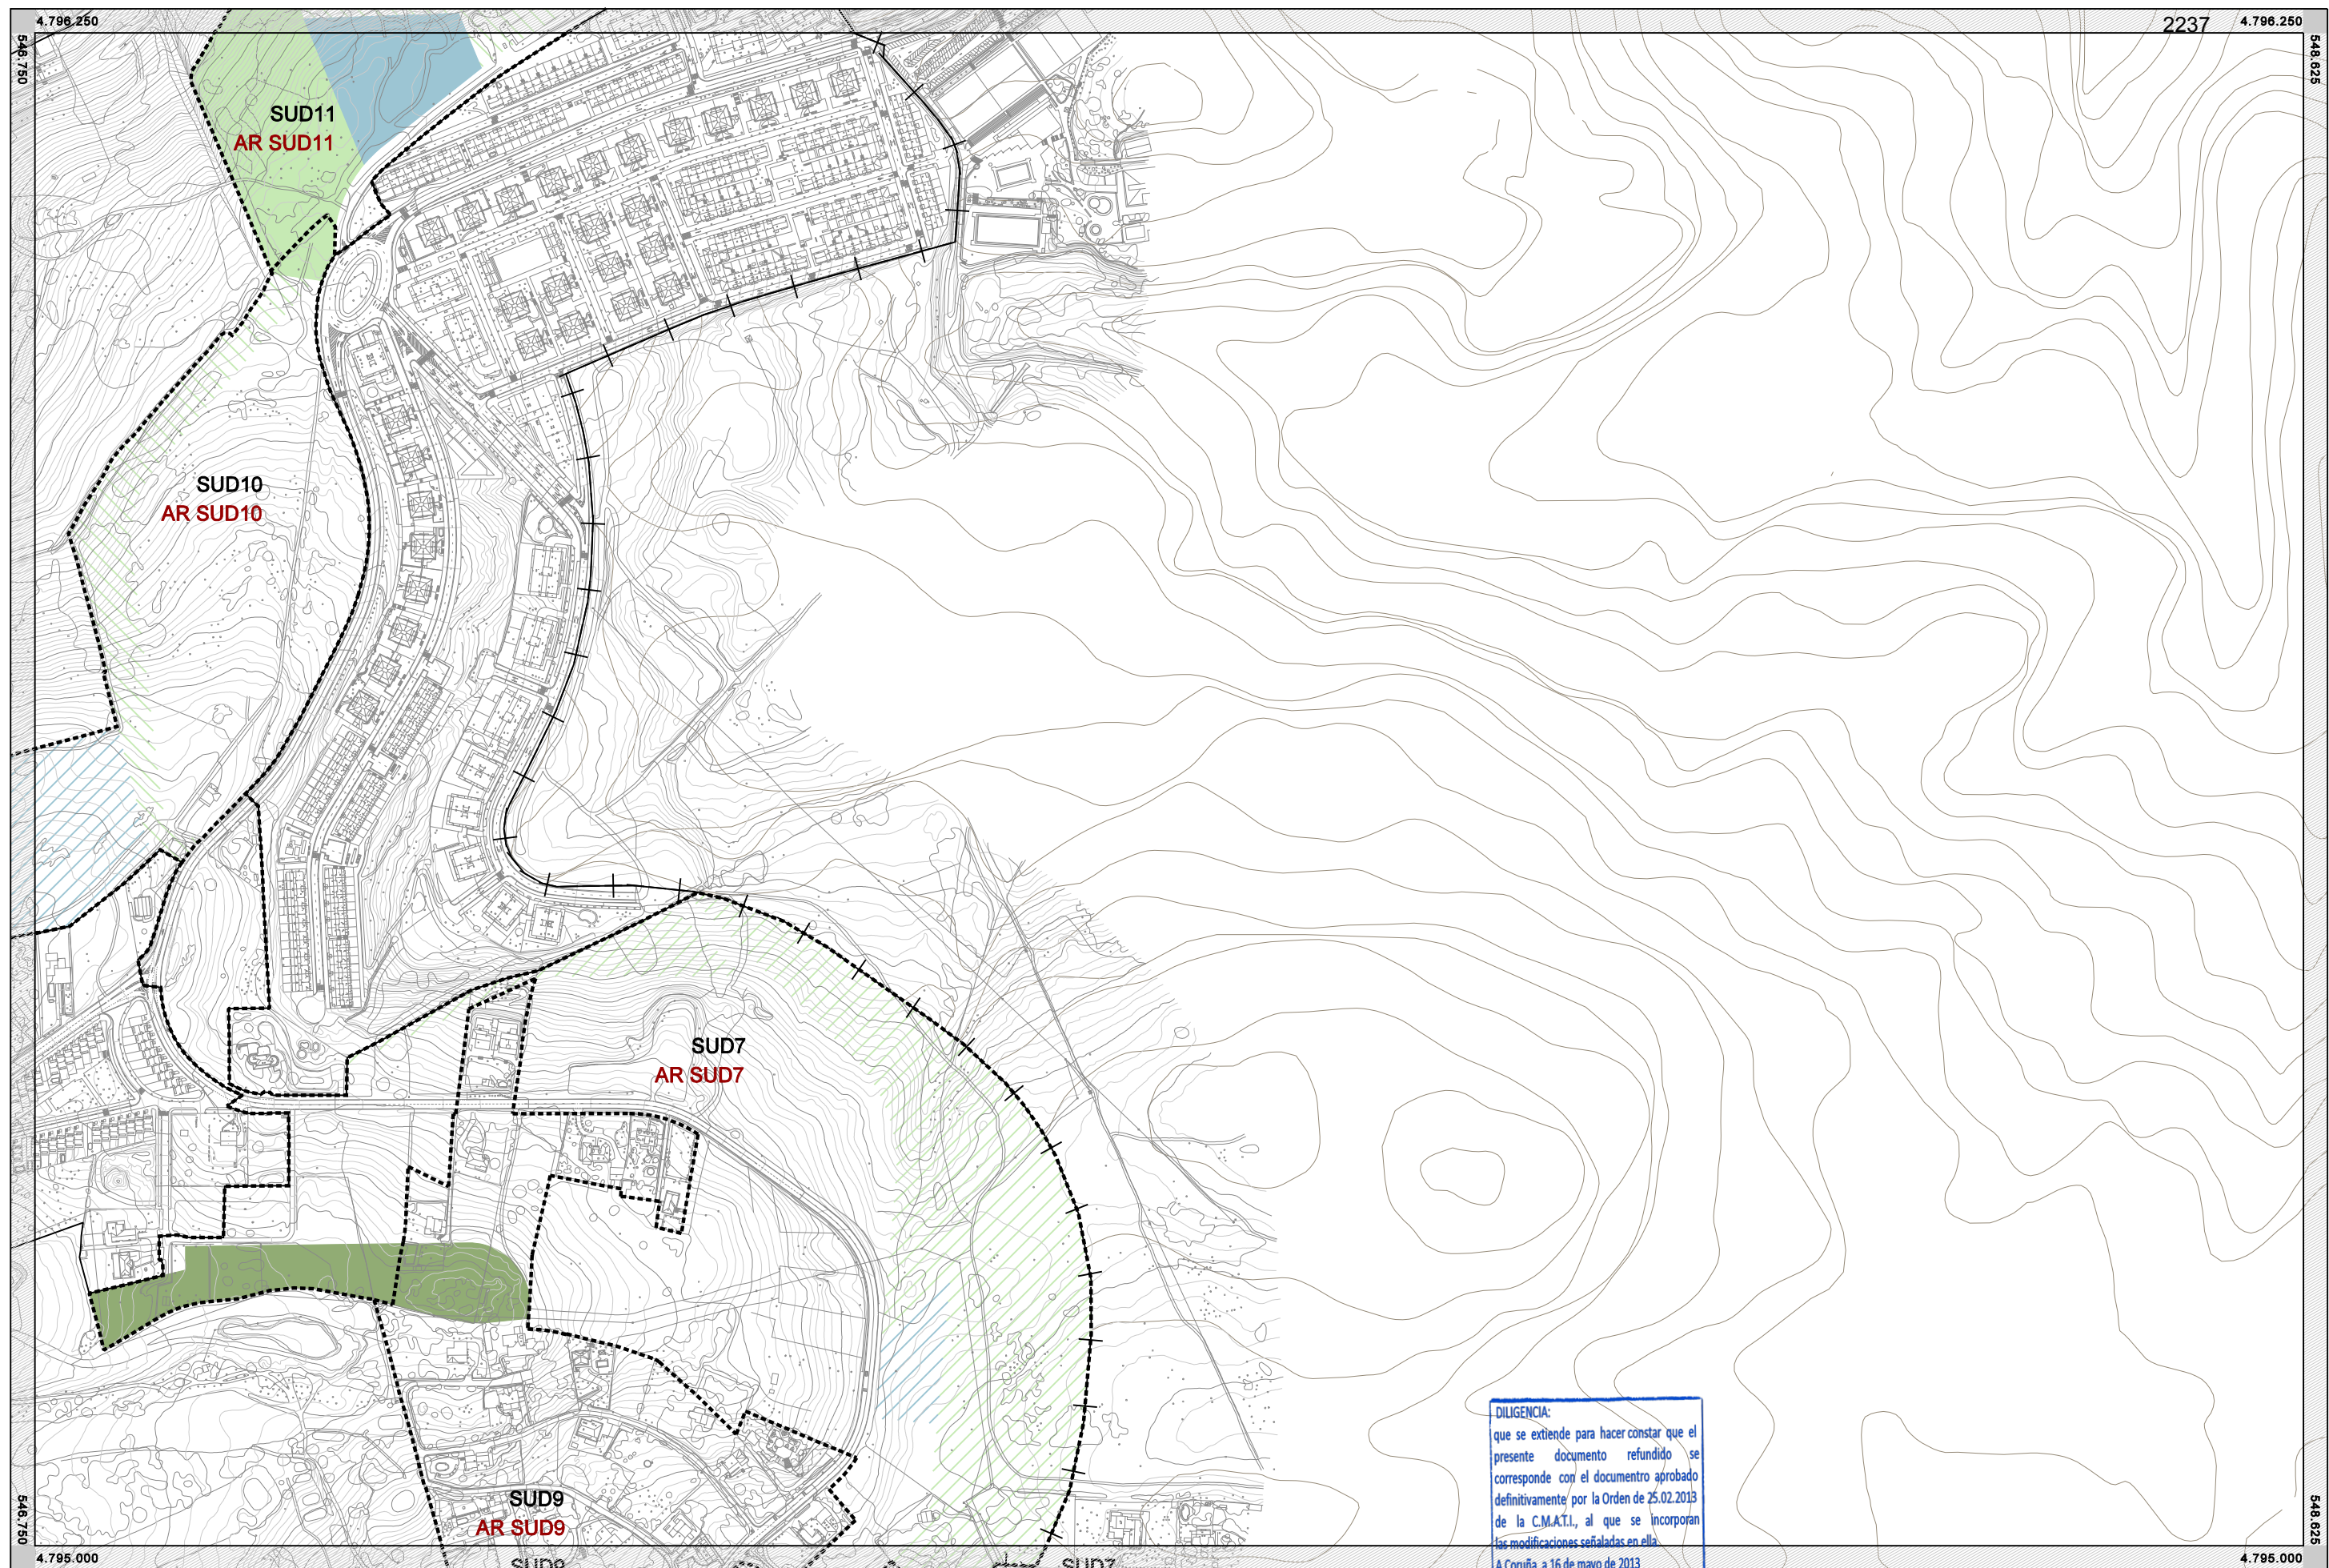 4.796.250
2237
4.796.250
548.750
548.625
SUD11
AR SUD11
SUD10
AR SUD10
SUD7
AR SUD7
DILIGENCIA:
que se extiende para hacer constar que el
presente documento refundido se
corresponde con el documentro aprobado
definitivamente por la Orden de 25.02.2013
de la C.M.A.T.I., al que se incorporan
las modificaciones señaladas en ella
A Coruña, a 16 de mayo de 2013
SUD9
AR SUD9
546.750
548.625
4.795.000
SUD9
SUD7
4.795.000